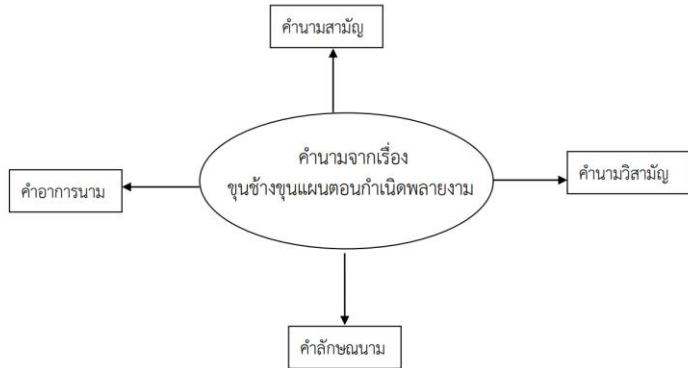 คำนามสามัญ
คำนามจากเรื่อง
ขุนช้างขุนแผนตอนกำเนิดพลายงาม
คำอาการนาม
คำนามวิสามัญ
คำลักษณนาม